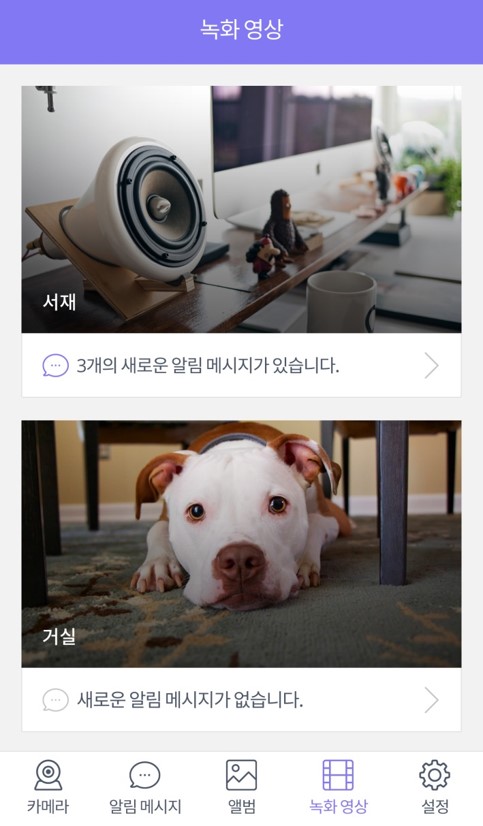 녹화 영상
서재
3개의 새로운 알림 메시지가 있습니다.
거실
새로운 알림 메시지가 없습니다.
카메라
알림 메시지
앨범
녹화 영상
설정